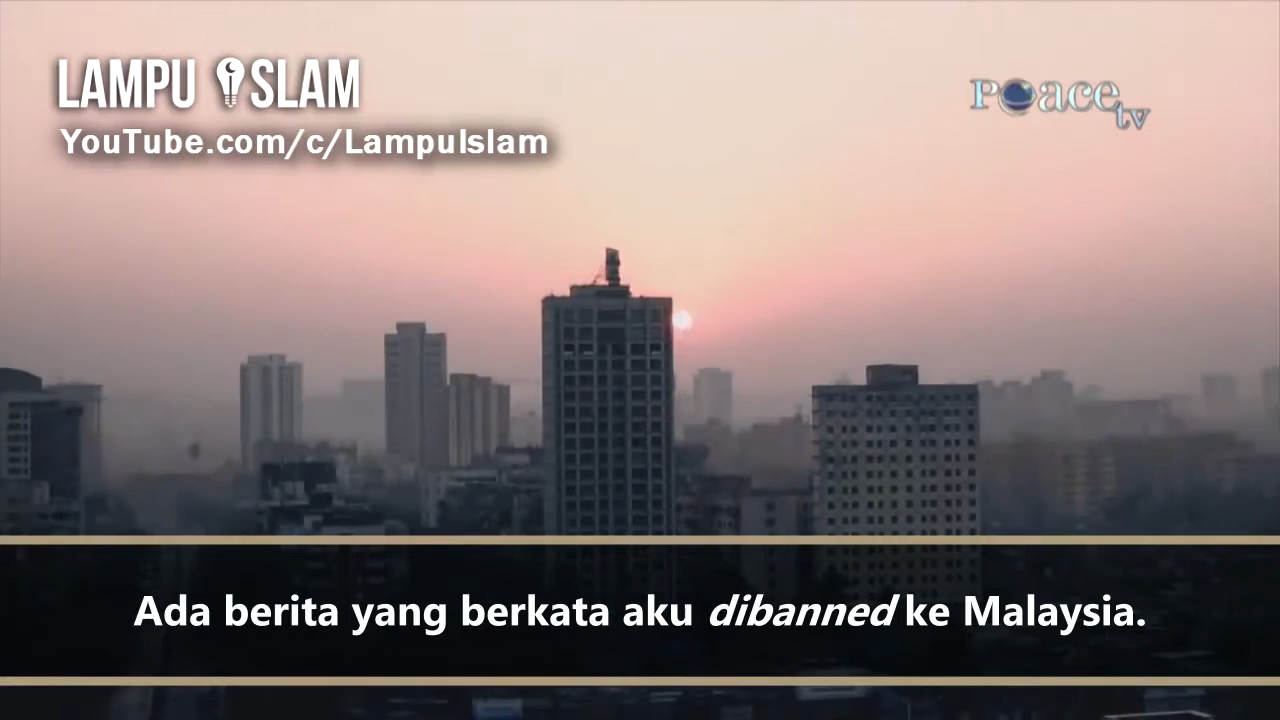 LAMPU ISLAM
YouTube.com/c/LampuIslam
Peace tv
Ada berita yang berkata aku dibanned ke Malaysia.